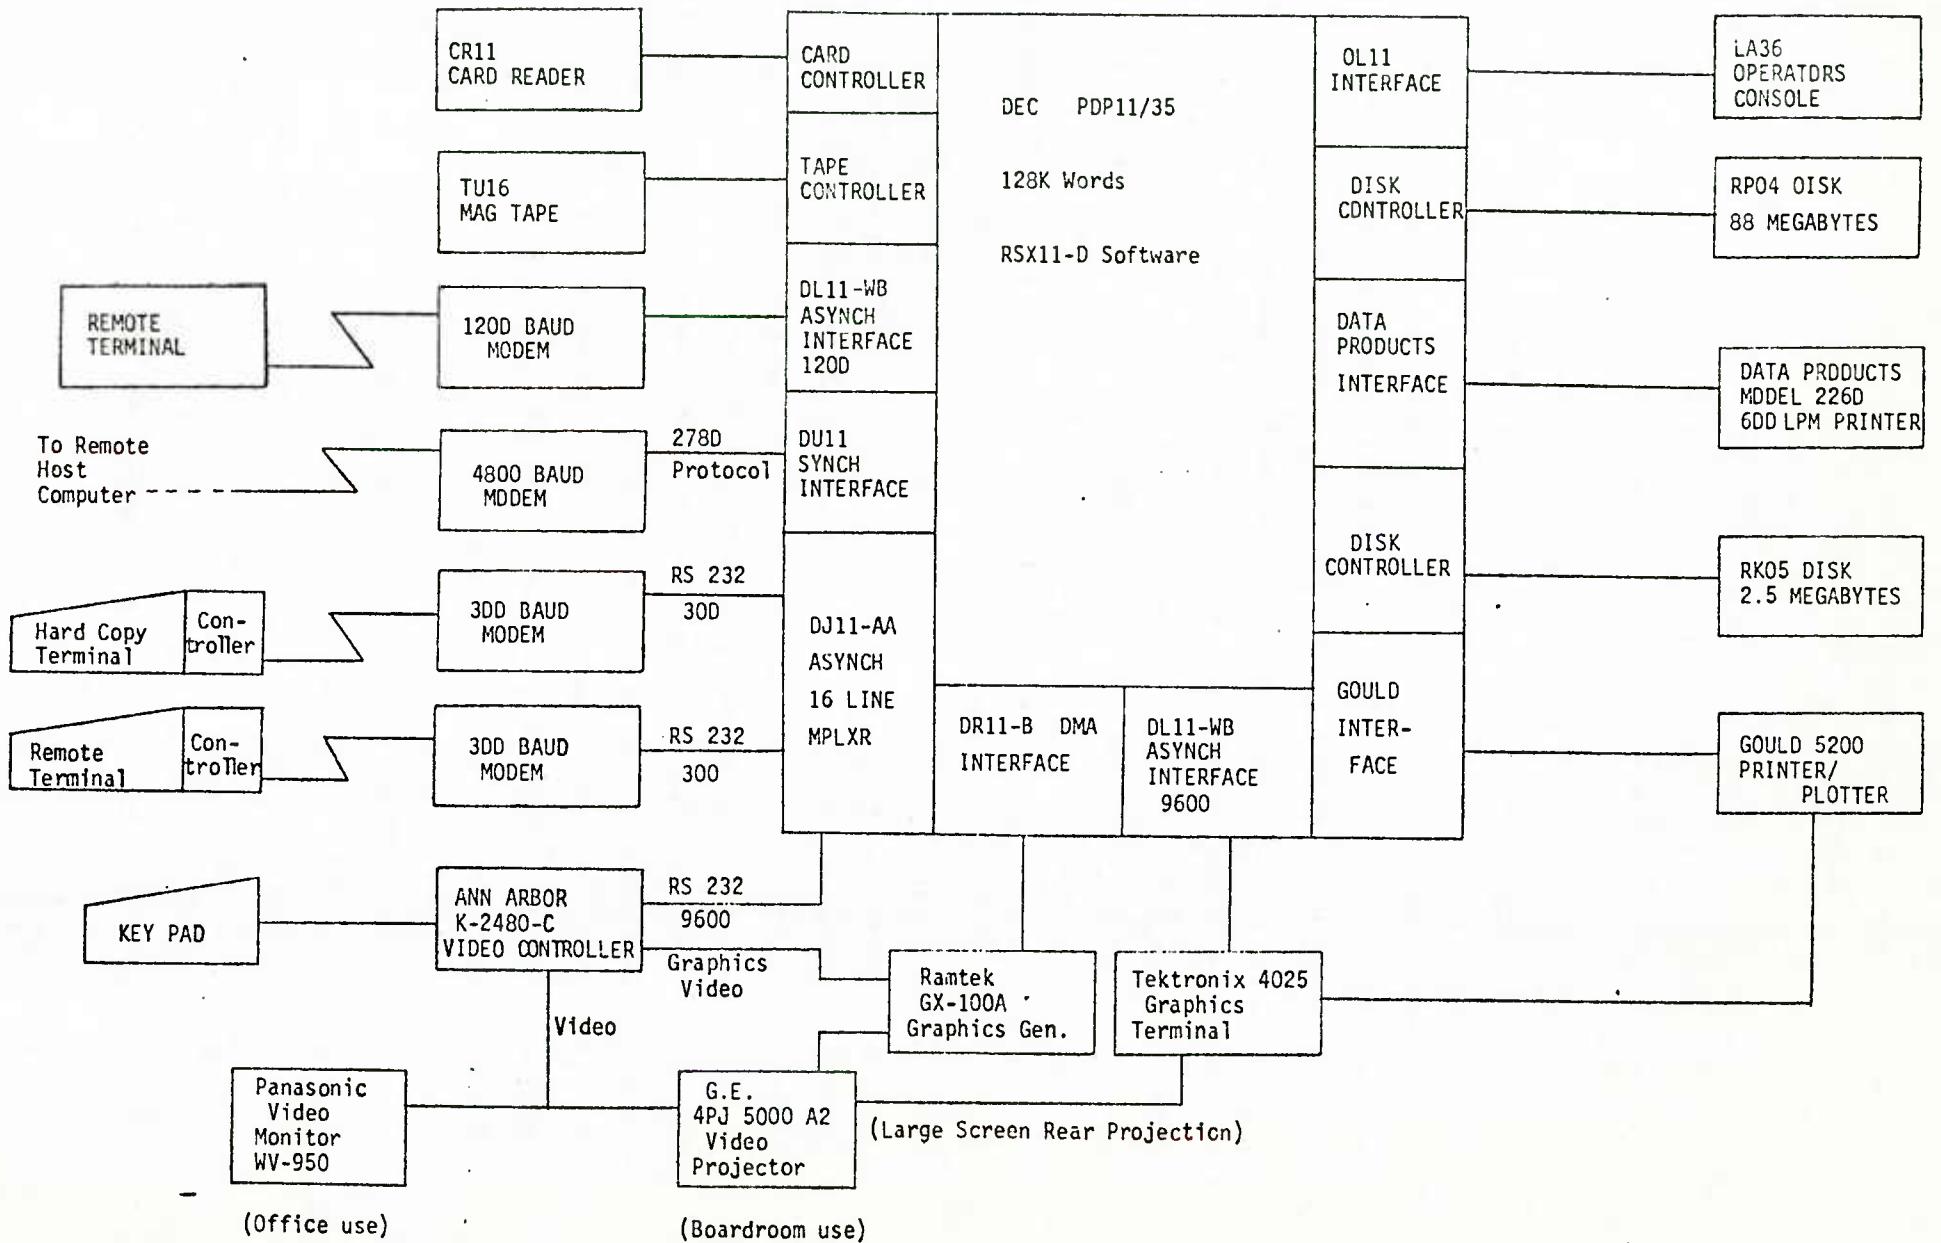 CR11
CARD READER
CARD
CONTROLLER
DEC PDP11/35
128K Words
RSX11-D Software
OL11
INTERFACE
LA36
OPERATORS
CONSOLE
TU16
MAG TAPE
TAPE
CONTROLLER
DISK
CDNTROLLER
RP04 OISK
88 MEGABYTES
REMOTE
TERMINAL
120D BAUD
MODEM
DL11-WB
ASYNCH
INTERFACE
120D
DATA
PRODUCTS
INTERFACE
DATA PRDDUCTS
MDDEL 226D
6DD LPM PRINTER
To Remote
Host
Computer
4800 BAUD
MDDEM
278D
Protocol
DU11
SYNCH
INTERFACE
DISK
CONTROLLER
RK05 DISK
2.5 MEGABYTES
Hard Copy
Terminal
Con-
troller
3DD BAUD
MODEM
RS 232
30D
DJ11-AA
ASYNCH
16 LINE
MPLXR
Remote
Terminal
Con-
troller
3DD BAUD
MODEM
RS 232
300
DR11-B DMA
INTERFACE
DL11-WB
ASYNCH
INTERFACE
9600
GOULD
INTER-
FACE
GOULD 5200
PRINTER/
PLOTTER
KEY PAD
ANN ARBOR
K-2480-C
VIDEO CONTROLLER
RS 232
9600
Graphics
Video
Ramtek
GX-100A
Graphics Gen.
Tektronix 4025
Graphics
Terminal
Video
Panasonic
Video
Monitor
WV-950
G.E.
4PJ 5000 A2
Video
Projector
(Large Screen Rear Projection)
(Office use)
(Boardroom use)